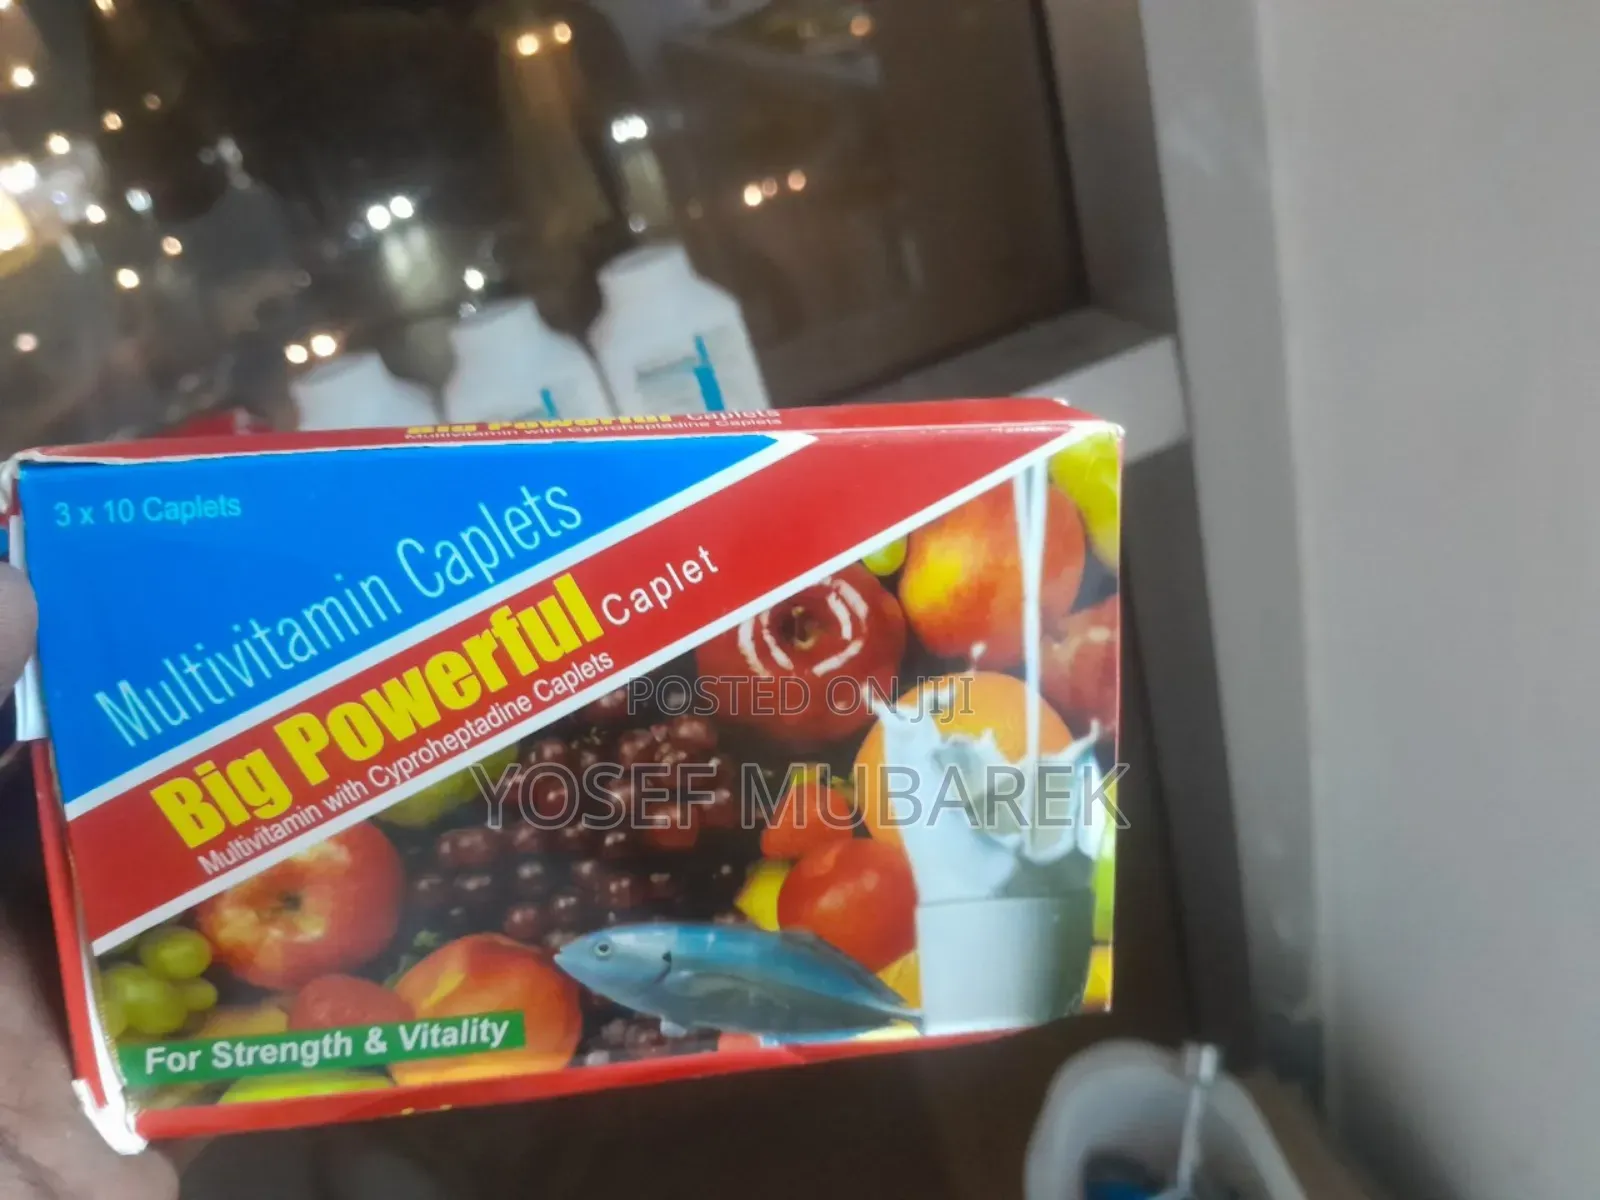 Big Powerful Caplets
Multivitamin with Cyproheptadine Caplets
3 x 10 Caplets
Multivitamin Caplets
Big Powerful Caplet
Multivitamin with Cyproheptadine Caplets
POSTED ON JIJI
YOSEF MUBAREK
For Strength & Vitality